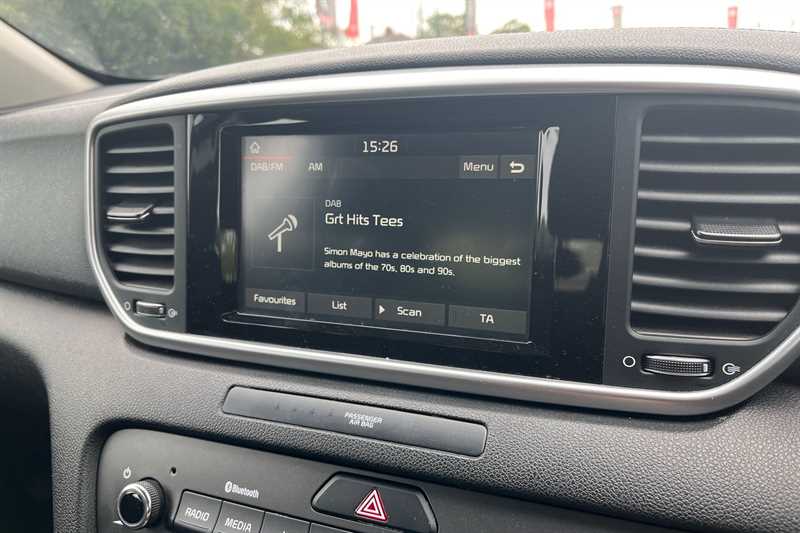 15:26
DAB/FM AM Menu
DAB
Grt Hits Tees
Simon Mayo has a celebration of the biggest
albums of the 70s, 80s and 90s.
Favourites List Scan TA
PASSENGER
AIR BAG
Bluetooth
RADIO MEDIA